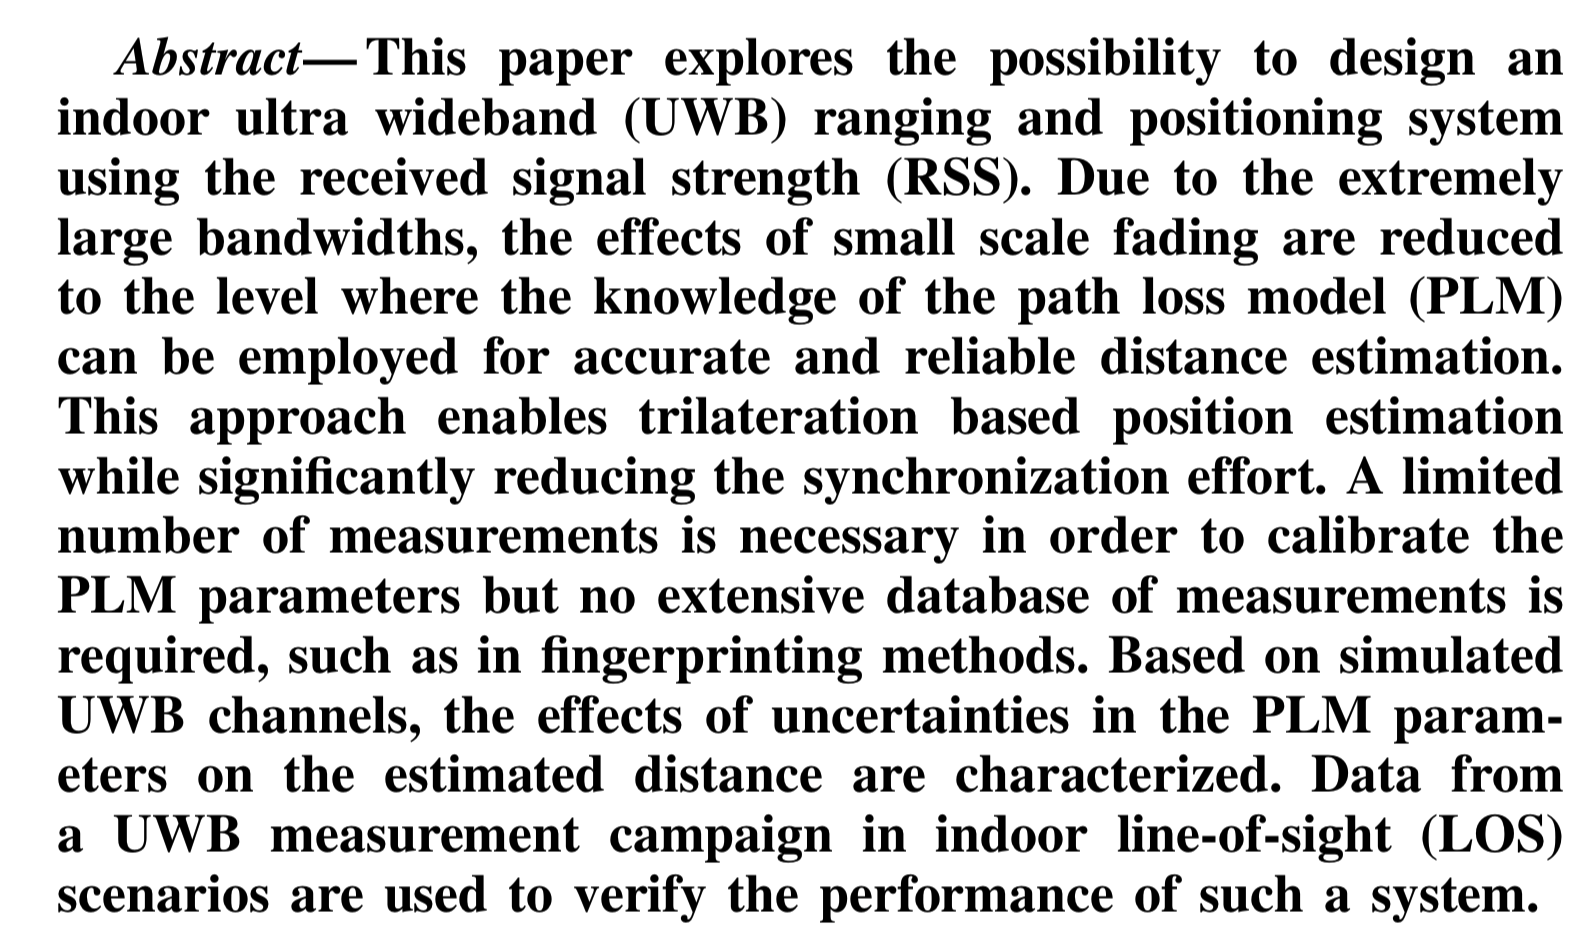 Abstract—This paper explores the possibility to design an
indoor ultra wideband (UWB) ranging and positioning system
using the received signal strength (RSS). Due to the extremely
large bandwidths, the effects of small scale fading are reduced
to the level where the knowledge of the path loss model (PLM)
can be employed for accurate and reliable distance estimation.
This approach enables trilateration based position estimation
while significantly reducing the synchronization effort. A limited
number of measurements is necessary in order to calibrate the
PLM parameters but no extensive database of measurements is
required, such as in fingerprinting methods. Based on simulated
UWB channels, the effects of uncertainties in the PLM param-
eters on the estimated distance are characterized. Data from
a UWB measurement campaign in indoor line-of-sight (LOS)
scenarios are used to verify the performance of such a system.